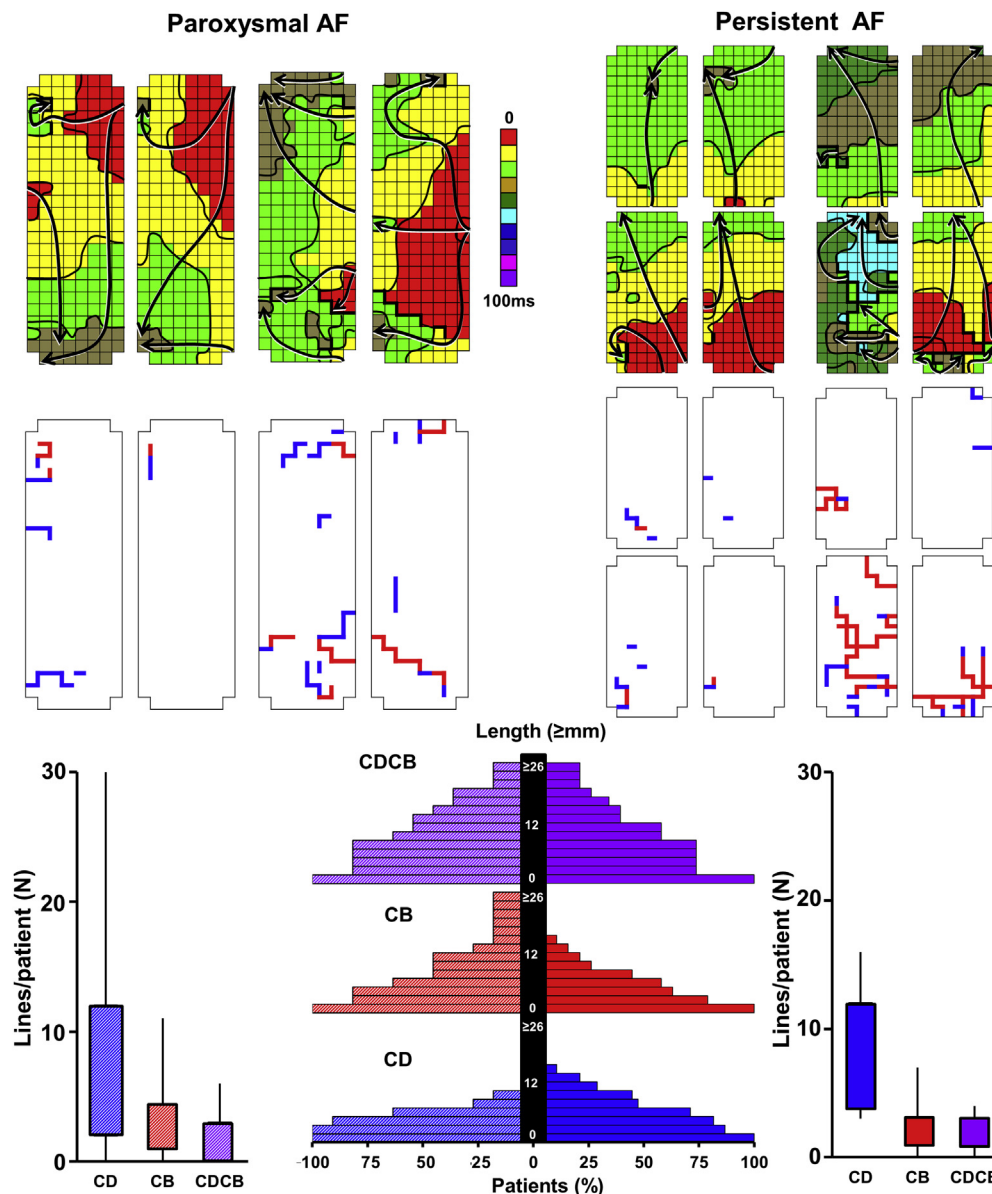 Paroxysmal AF
Persistent AF
0
100ms
Length (≥mm)
CDCB
≥26
12
0
CB
≥26
12
0
CD
≥26
12
0
-100 75 50 25 0 25 50 75 100
Patients (%)
Lines/patient (N)
30
20
10
0
CD CB CDCB
Lines/patient (N)
30
20
10
0
CD CB CDCB